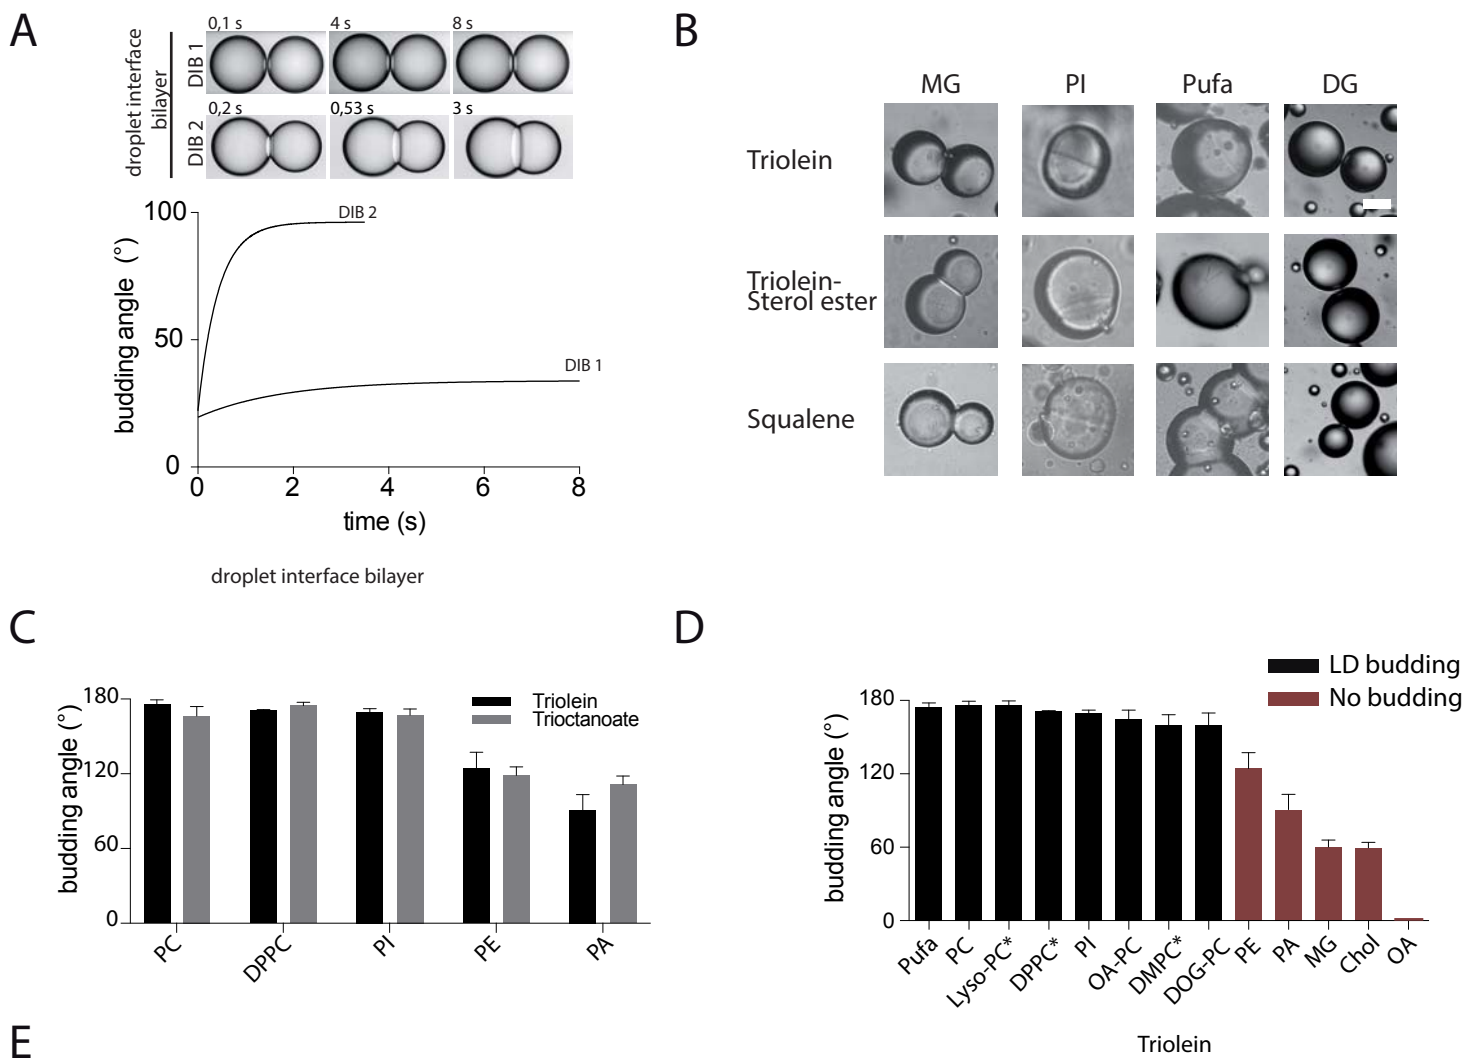 A
droplet interface
bilayer
DIB 1
0,1 s
4 s
8 s
DIB 2
0,2 s
0,53 s
3 s
budding angle (°)
100
50
0
DIB 2
DIB 1
0
2
4
6
8
time (s)
droplet interface bilayer
B
MG
PI
Pufa
DG
Triolein
Triolein-
Sterol ester
Squalene
C
budding angle (°)
180
120
60
0
Triolein
Trioctanoate
PC
DPPC
PI
PE
PA
D
LD budding
No budding
budding angle (°)
180
120
60
0
Pufa
PC
Lyso-PC*
DPPC*
PI
OA-PC
DMPC*
DOG-PC
PE
PA
MG
Chol
OA
Triolein
E